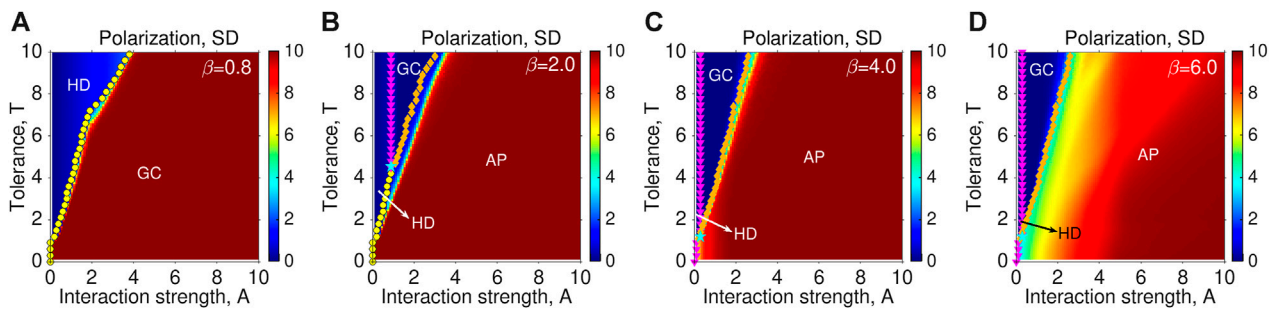 A
Polarization, SD
β=0.8
HD
GC
Tolerance, T
10
8
6
4
2
0
0 2 4 6 8 10
Interaction strength, A
10
8
6
4
2
0
B
Polarization, SD
β=2.0
GC
AP
HD
Tolerance, T
10
8
6
4
2
0
0 2 4 6 8 10
Interaction strength, A
10
8
6
4
2
0
C
Polarization, SD
β=4.0
GC
AP
HD
Tolerance, T
10
8
6
4
2
0
0 2 4 6 8 10
Interaction strength, A
10
8
6
4
2
0
D
Polarization, SD
β=6.0
GC
AP
HD
Tolerance, T
10
8
6
4
2
0
0 2 4 6 8 10
Interaction strength, A
10
8
6
4
2
0